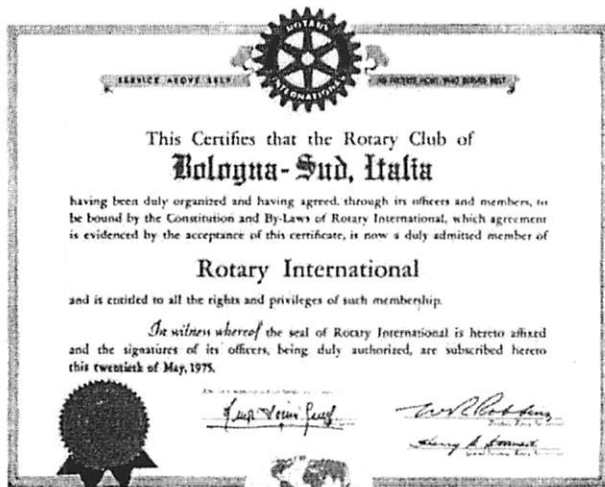 ROTARY
INTERNATIONAL
SERVICE ABOVE SELF
HE PROFITS MOST WHO SERVES BEST
This Certifies that the Rotary Club of
Bologna-Sud, Italia
having been duly organized and having agreed, through its officers and members, to
be bound by the Constitution and By-Laws of Rotary International, which agreement
is evidenced by the acceptance of this certificate, is now a duly admitted member of
Rotary International
and is entitled to all the rights and privileges of such membership.
In witness whereof the seal of Rotary International is hereto affixed
and the signatures of its officers, being duly authorized, are subscribed hereto
this twentieth of May, 1975.